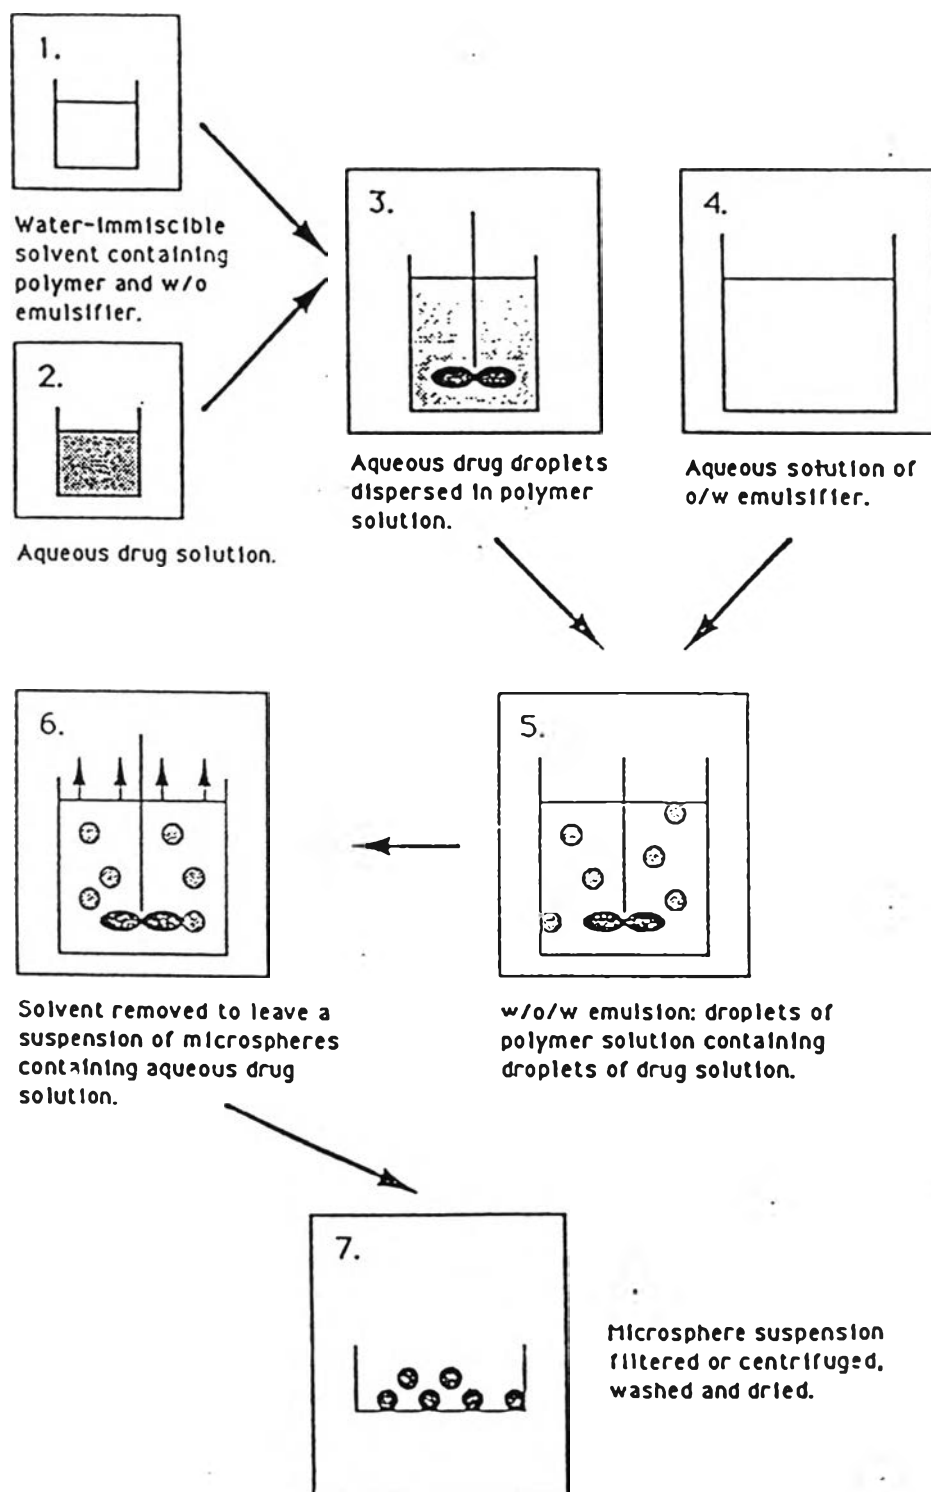 1.
Water-immiscible
solvent containing
polymer and w/o
emulsifier.
2.
Aqueous drug solution.
3.
Aqueous drug droplets
dispersed in polymer
solution.
4.
Aqueous solution of
o/w emulsifier.
5.
w/o/w emulsion: droplets of
polymer solution containing
droplets of drug solution.
6.
Solvent removed to leave a
suspension of microspheres
containing aqueous drug
solution.
7.
Microsphere suspension
filtered or centrifuged,
washed and dried.